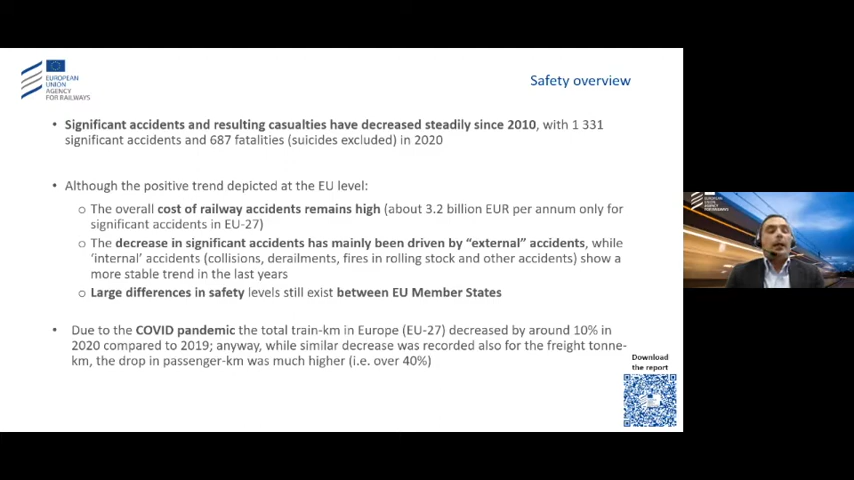 EUROPEAN
UNION
AGENCY
FOR RAILWAYS
Safety overview
• Significant accidents and resulting casualties have decreased steadily since 2010, with 1 331
significant accidents and 687 fatalities (suicides excluded) in 2020
• Although the positive trend depicted at the EU level:
o The overall cost of railway accidents remains high (about 3.2 billion EUR per annum only for
significant accidents in EU-27)
o The decrease in significant accidents has mainly been driven by “external” accidents, while
‘internal’ accidents (collisions, derailments, fires in rolling stock and other accidents) show a
more stable trend in the last years
o Large differences in safety levels still exist between EU Member States
• Due to the COVID pandemic the total train-km in Europe (EU-27) decreased by around 10% in
2020 compared to 2019; anyway, while similar decrease was recorded also for the freight tonne-
km, the drop in passenger-km was much higher (i.e. over 40%)
Download
the report
EUROPEAN
UNION
AGENCY
FOR RAILWAYS